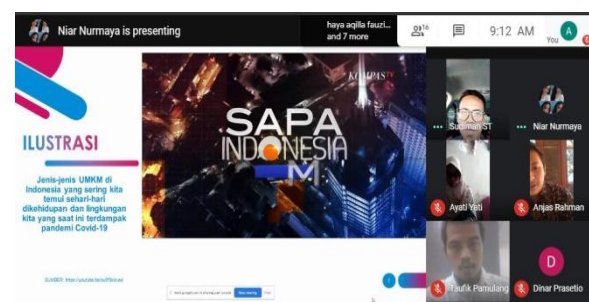 Niar Nurmaya is presenting
haya aqilla fauzi...
and 7 more
16
9:12 AM
You
A
KOMPASTV
SAPA
INDONESIA
M
ILUSTRASI
Jenis-jenis UMKM di
Indonesia yang sering kita
temui sehari-hari
dikehidupan dan lingkungan
kita yang saat ini terdampak
pandemi Covid-19
Sudiman ST
Niar Nurmaya
Ayati Yati
Anjas Rahman
Taufik Pamulang
D
Dinar Prasetio
Stop sharing